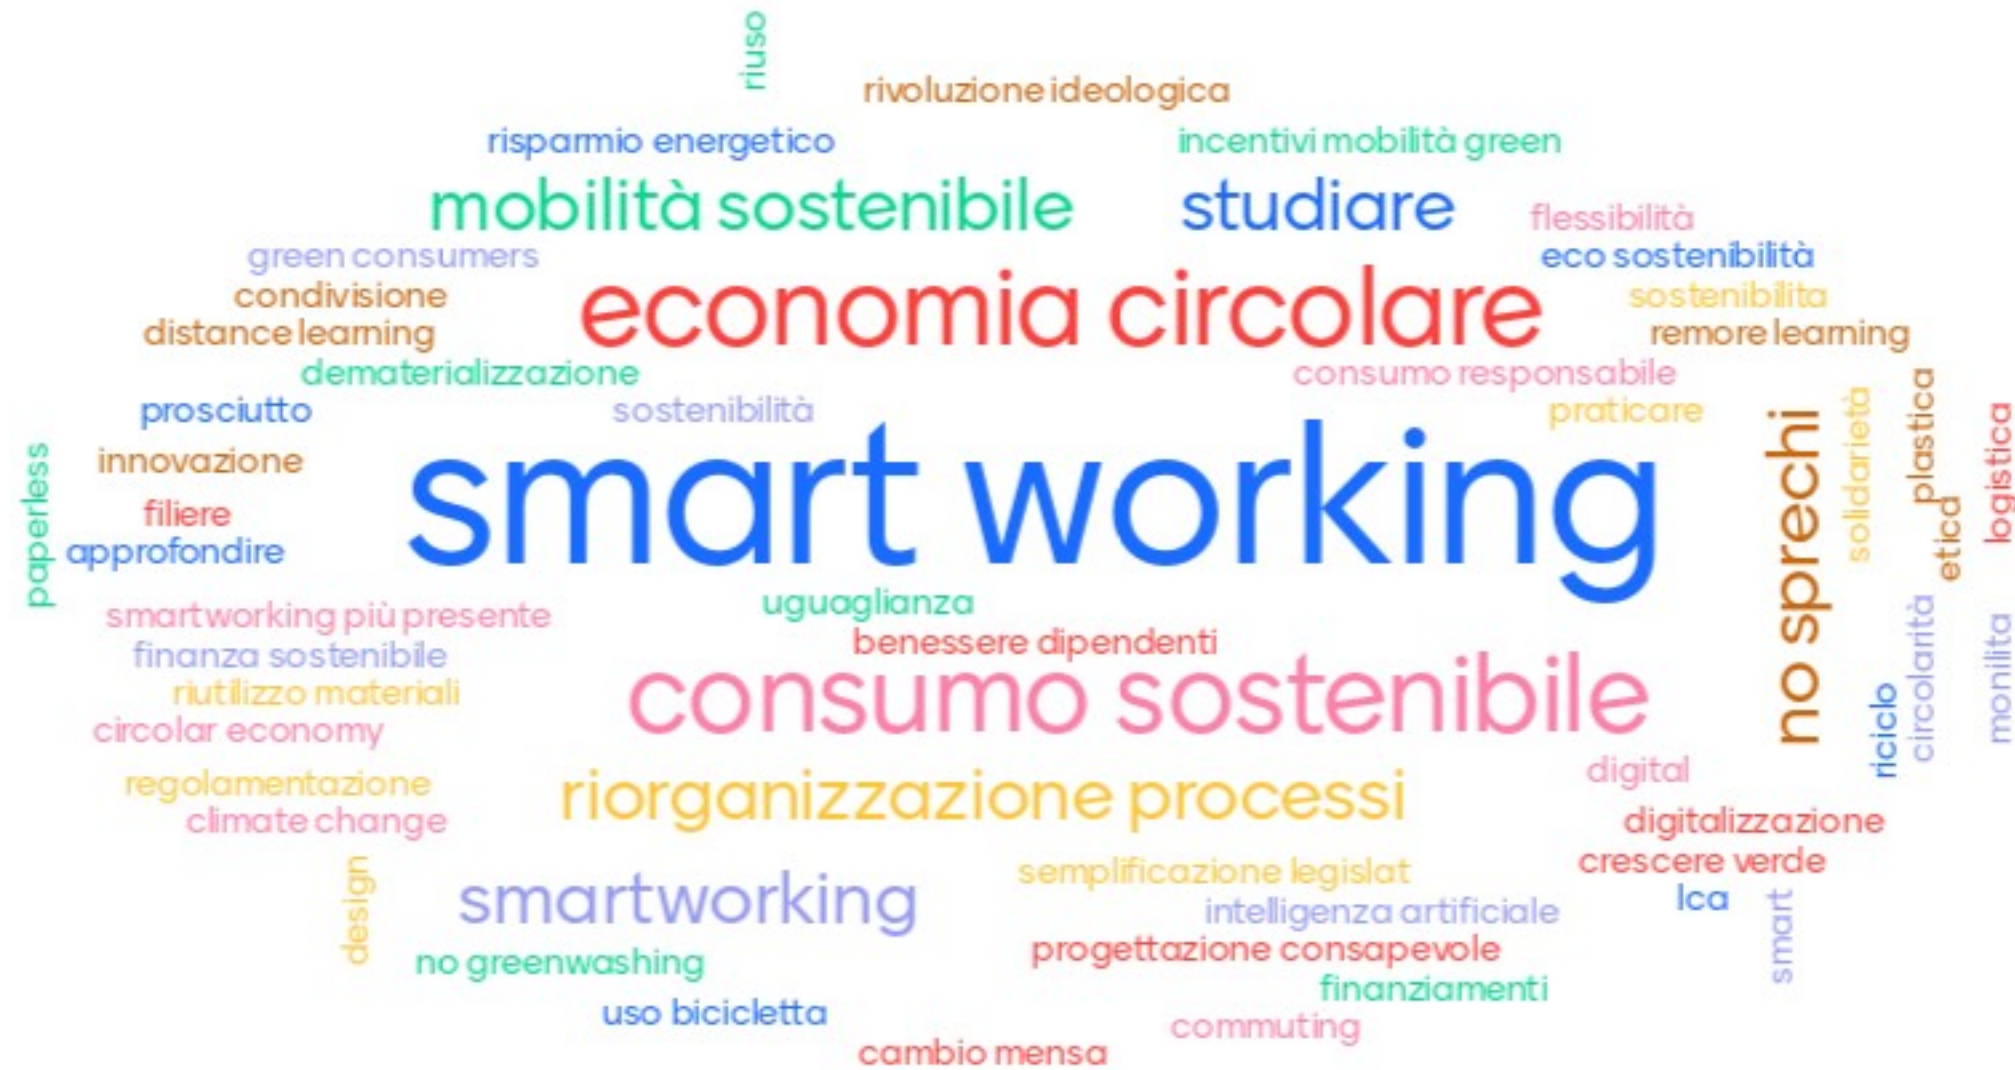 riuso
rivoluzione ideologica
risparmio energetico
incentivi mobilità green
mobilità sostenibile
studiare
flessibilità
green consumers
eco sostenibilità
condivisione
economia circolare
sostenibilita
distance learning
remore learning
dematerializzazione
consumo responsabile
prosciutto
sostenibilità
praticare
no sprechi
solidarietà
plastica
logistica
paperless
innovazione
smart working
etica
filiere
approfondire
uguaglianza
smartworking più presente
benessere dipendenti
circolarità
monilita
finanza sostenibile
riutilizzo materiali
consumo sostenibile
riciclo
circolar economy
regolamentazione
riorganizzazione processi
digital
climate change
digitalizzazione
design
smartworking
semplificazione legislat
crescere verde
intelligenza artificiale
lca
smart
no greenwashing
progettazione consapevole
finanziamenti
uso bicicletta
commuting
cambio mensa